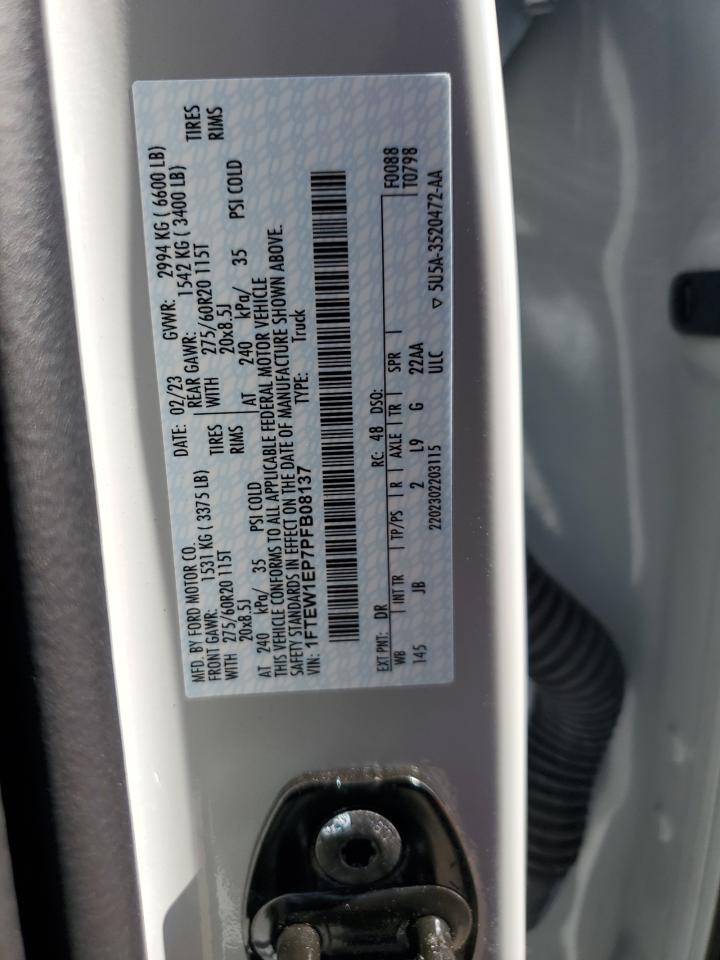 MFD. BY FORD MOTOR CO.
DATE: 02/23 GVWR: 2994 KG ( 6600 LB)
FRONT GAWR: 1531 KG ( 3375 LB) REAR GAWR: 1542 KG ( 3400 LB)
WITH 275/60R20 115T TIRES WITH 275/60R20 115T TIRES
20x8.5J RIMS 20x8.5J RIMS
AT 240 kPa/ 35 PSI COLD AT 240 kPa/ 35 PSI COLD
THIS VEHICLE CONFORMS TO ALL APPLICABLE FEDERAL MOTOR VEHICLE
SAFETY STANDARDS IN EFFECT ON THE DATE OF MANUFACTURE SHOWN ABOVE.
VIN: 1FTEW1EP7PFB08137 TYPE: Truck
EXT PNT: DR RC: 48 DSO: F0088
WB INT TR TP/PS R AXLE TR SPR T0798
145 JB 2 L9 G 22AA
2202302203115 ULC ▽ 5U5A-3520472-AA